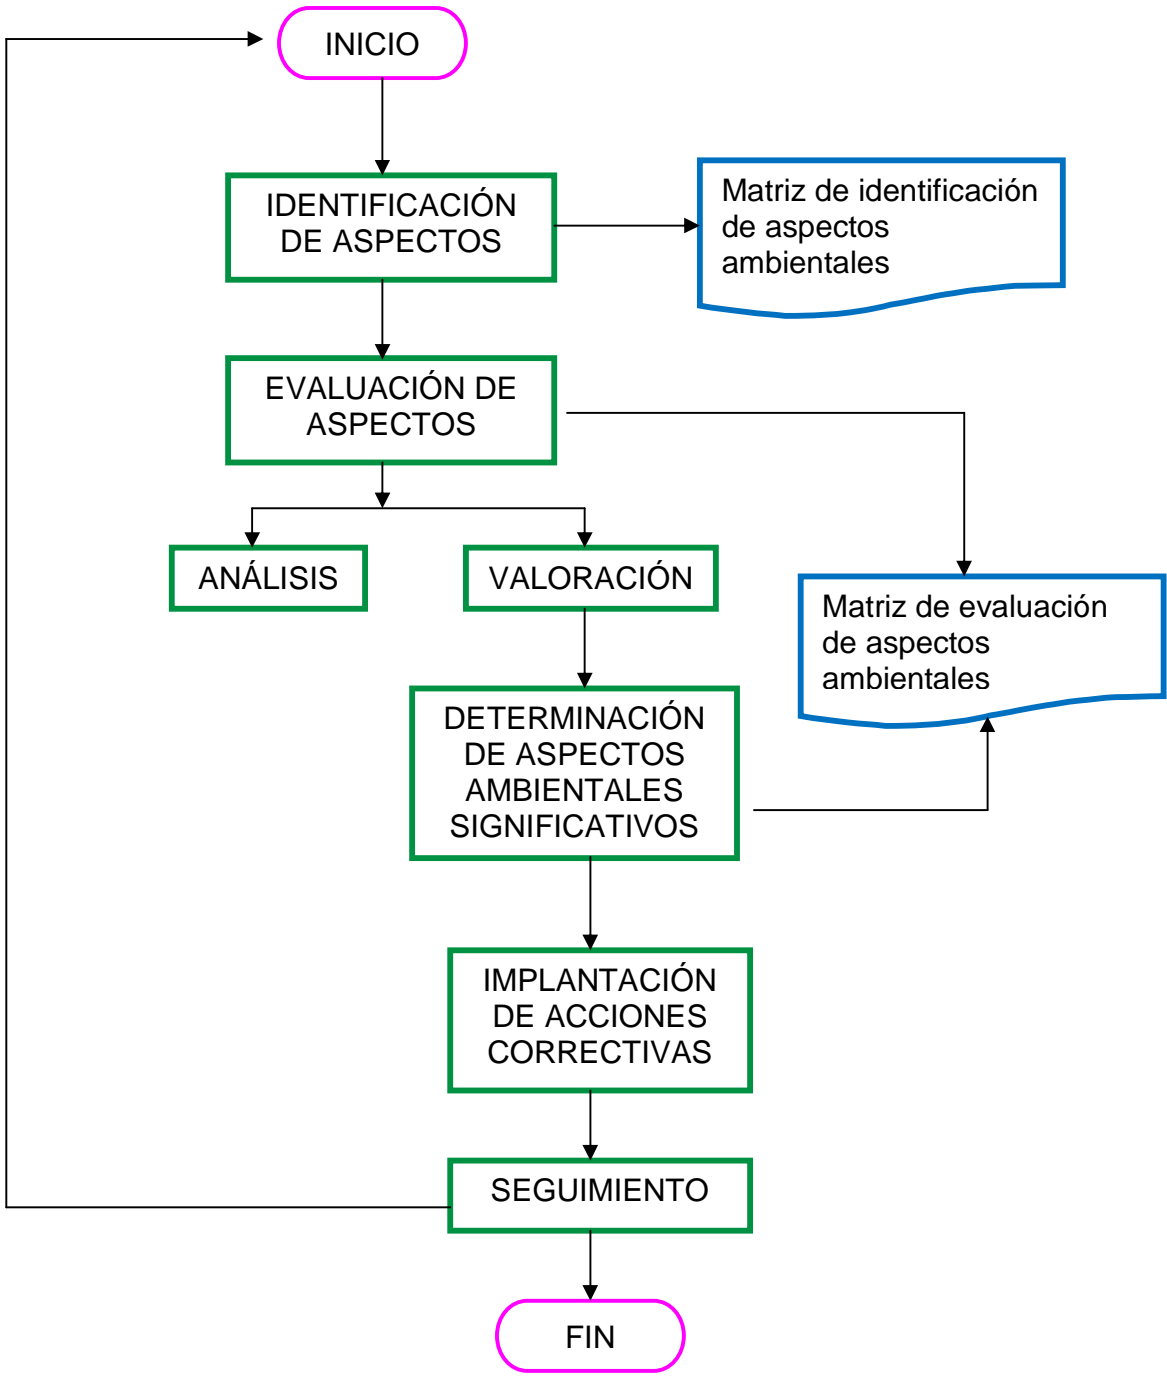 INICIO
IDENTIFICACIÓN
DE ASPECTOS
Matriz de identificación
de aspectos
ambientales
EVALUACIÓN DE
ASPECTOS
ANÁLISIS
VALORACIÓN
Matriz de evaluación
de aspectos
ambientales
DETERMINACIÓN
DE ASPECTOS
AMBIENTALES
SIGNIFICATIVOS
IMPLANTACIÓN
DE ACCIONES
CORRECTIVAS
SEGUIMIENTO
FIN